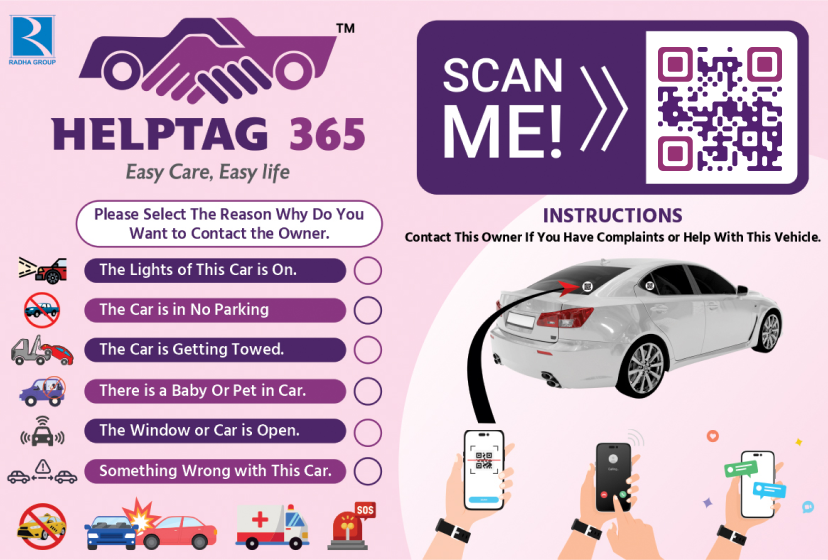 RADHA GROUP
TM
HELPTAG 365
Easy Care, Easy life
Please Select The Reason Why Do You
Want to Contact the Owner.
The Lights of This Car is On.
The Car is in No Parking
The Car is Getting Towed.
There is a Baby Or Pet in Car.
The Window or Car is Open.
Something Wrong with This Car.
SOS
SCAN
ME!
INSTRUCTIONS
Contact This Owner If You Have Complaints or Help With This Vehicle.